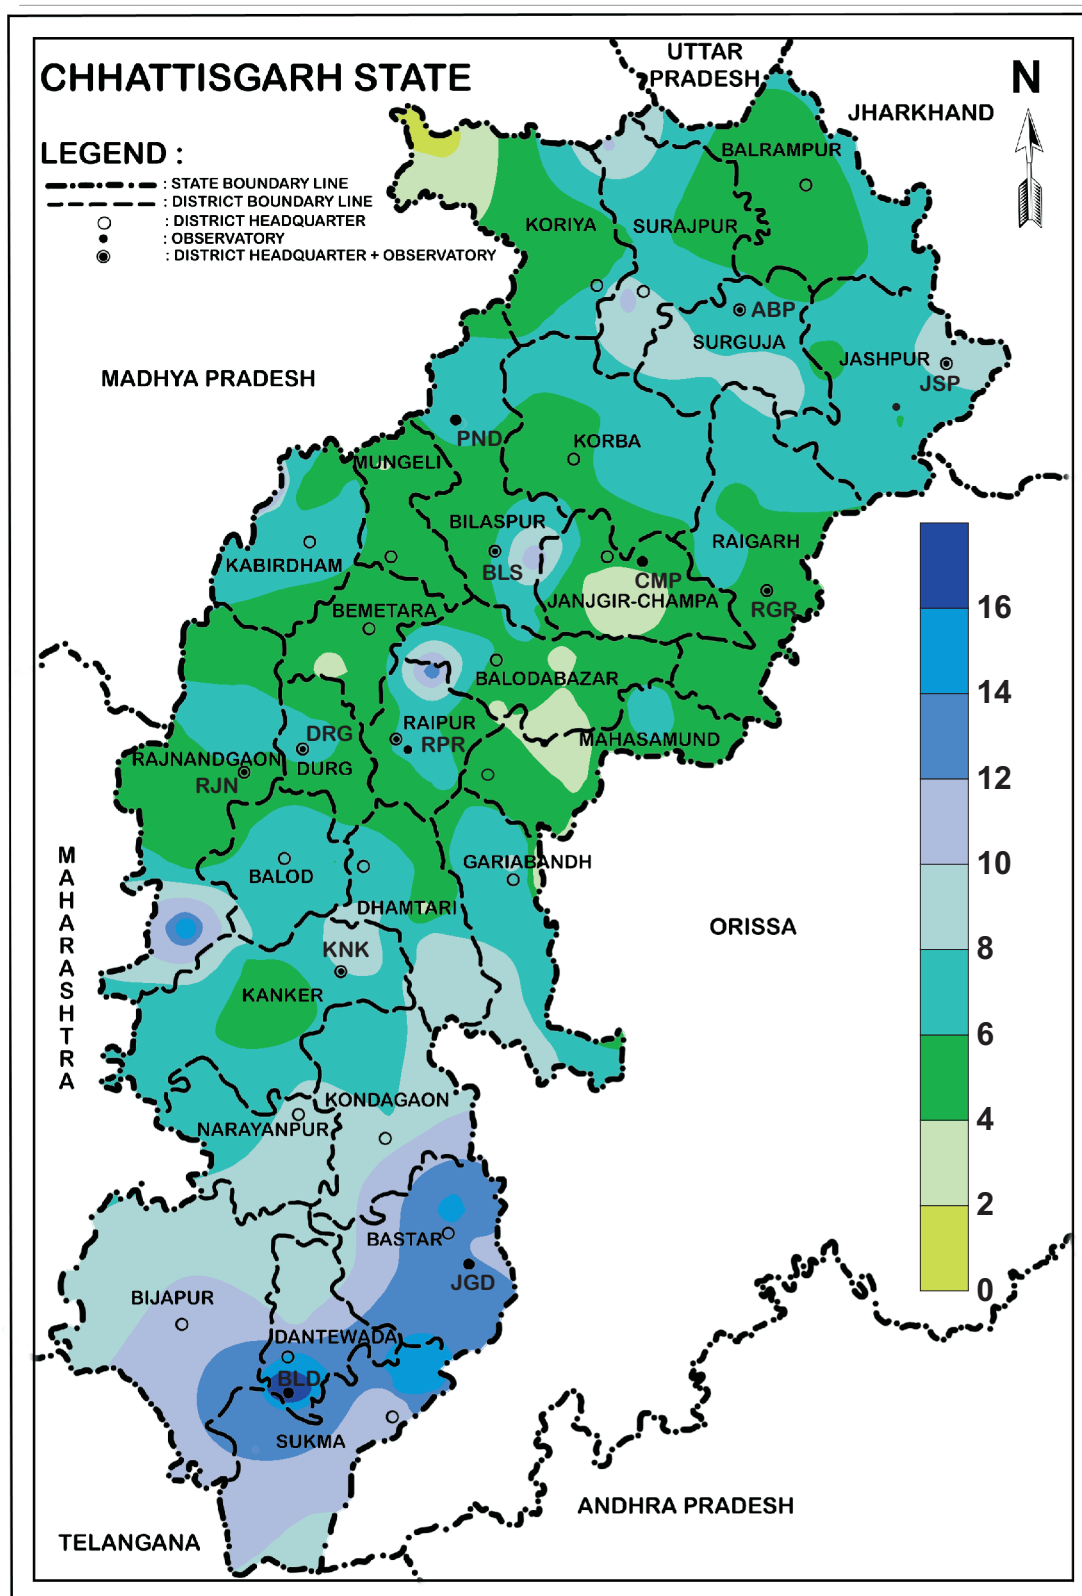 CHHATTISGARH STATE
UTTAR
PRADESH
N
JHARKHAND
LEGEND :
: STATE BOUNDARY LINE
: DISTRICT BOUNDARY LINE
: DISTRICT HEADQUARTER
: OBSERVATORY
: DISTRICT HEADQUARTER + OBSERVATORY
BALRAMPUR
KORIYA
SURAJPUR
ABP
SURGUJA
JASHPUR
JSP
MADHYA PRADESH
PND
KORBA
MUNGELI
BILASPUR
BLS
RAIGARH
KABIRDHAM
CMP
JANJGIR-CHAMPA
RGR
BEMETARA
BALODABAZAR
RAIPUR
RPR
DRG
DURG
MAHASAMUND
RAJNANDGAON
RJN
GARIABANDH
BALOD
DHAMTARI
KNK
KANKER
ORISSA
MAHARASHTRA
KONDAGAON
NARAYANPUR
BASTAR
JGD
BIJAPUR
DANTEWADA
BLD
SUKMA
ANDHRA PRADESH
TELANGANA
16
14
12
10
8
6
4
2
0